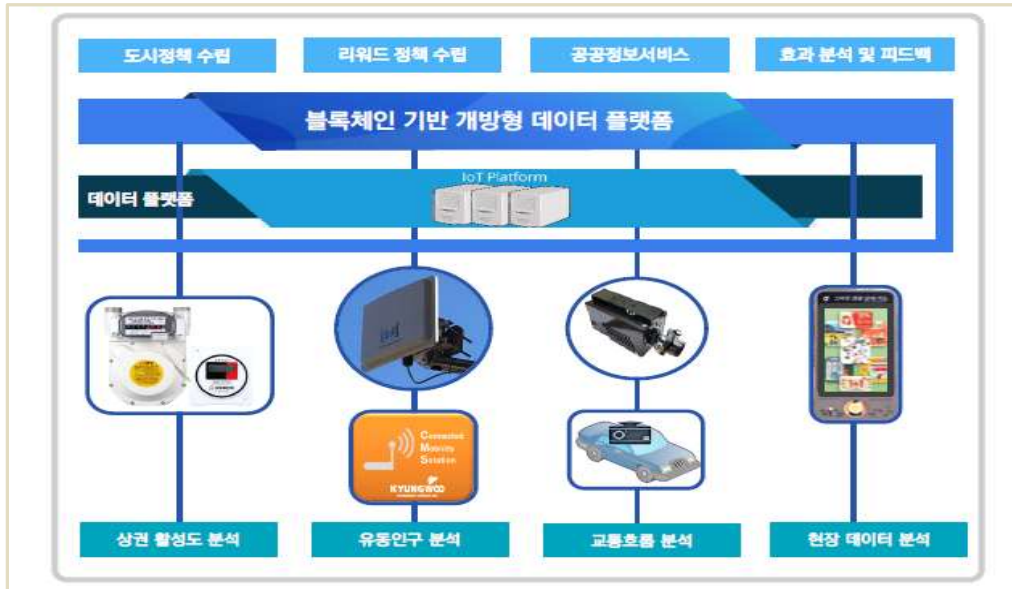 도시정책 수립
리워드 정책 수립
공공정보서비스
효과 분석 및 피드백
블록체인 기반 개방형 데이터 플랫폼
IoT Platform
데이터 플랫폼
Connected
Memory
Solution
KYUNGWOO
상권 활성도 분석
유동인구 분석
교통흐름 분석
현장 데이터 분석